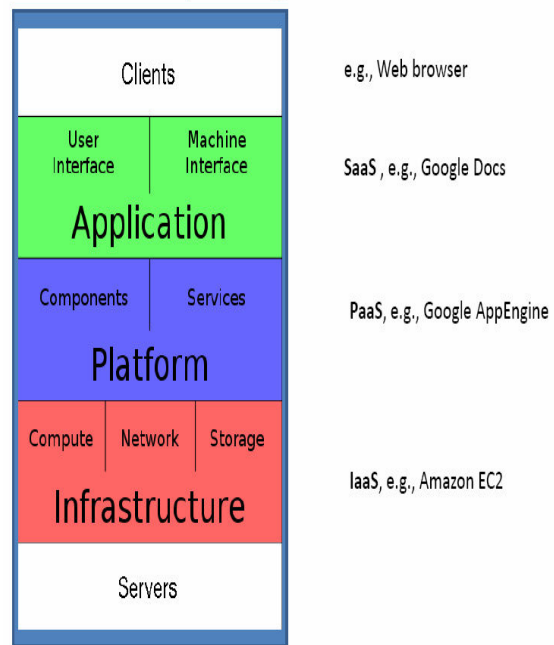 Clients
e.g., Web browser
User Interface
Machine Interface
Application
SaaS , e.g., Google Docs
Components
Services
Platform
PaaS, e.g., Google AppEngine
Compute
Network
Storage
Infrastructure
IaaS, e.g., Amazon EC2
Servers